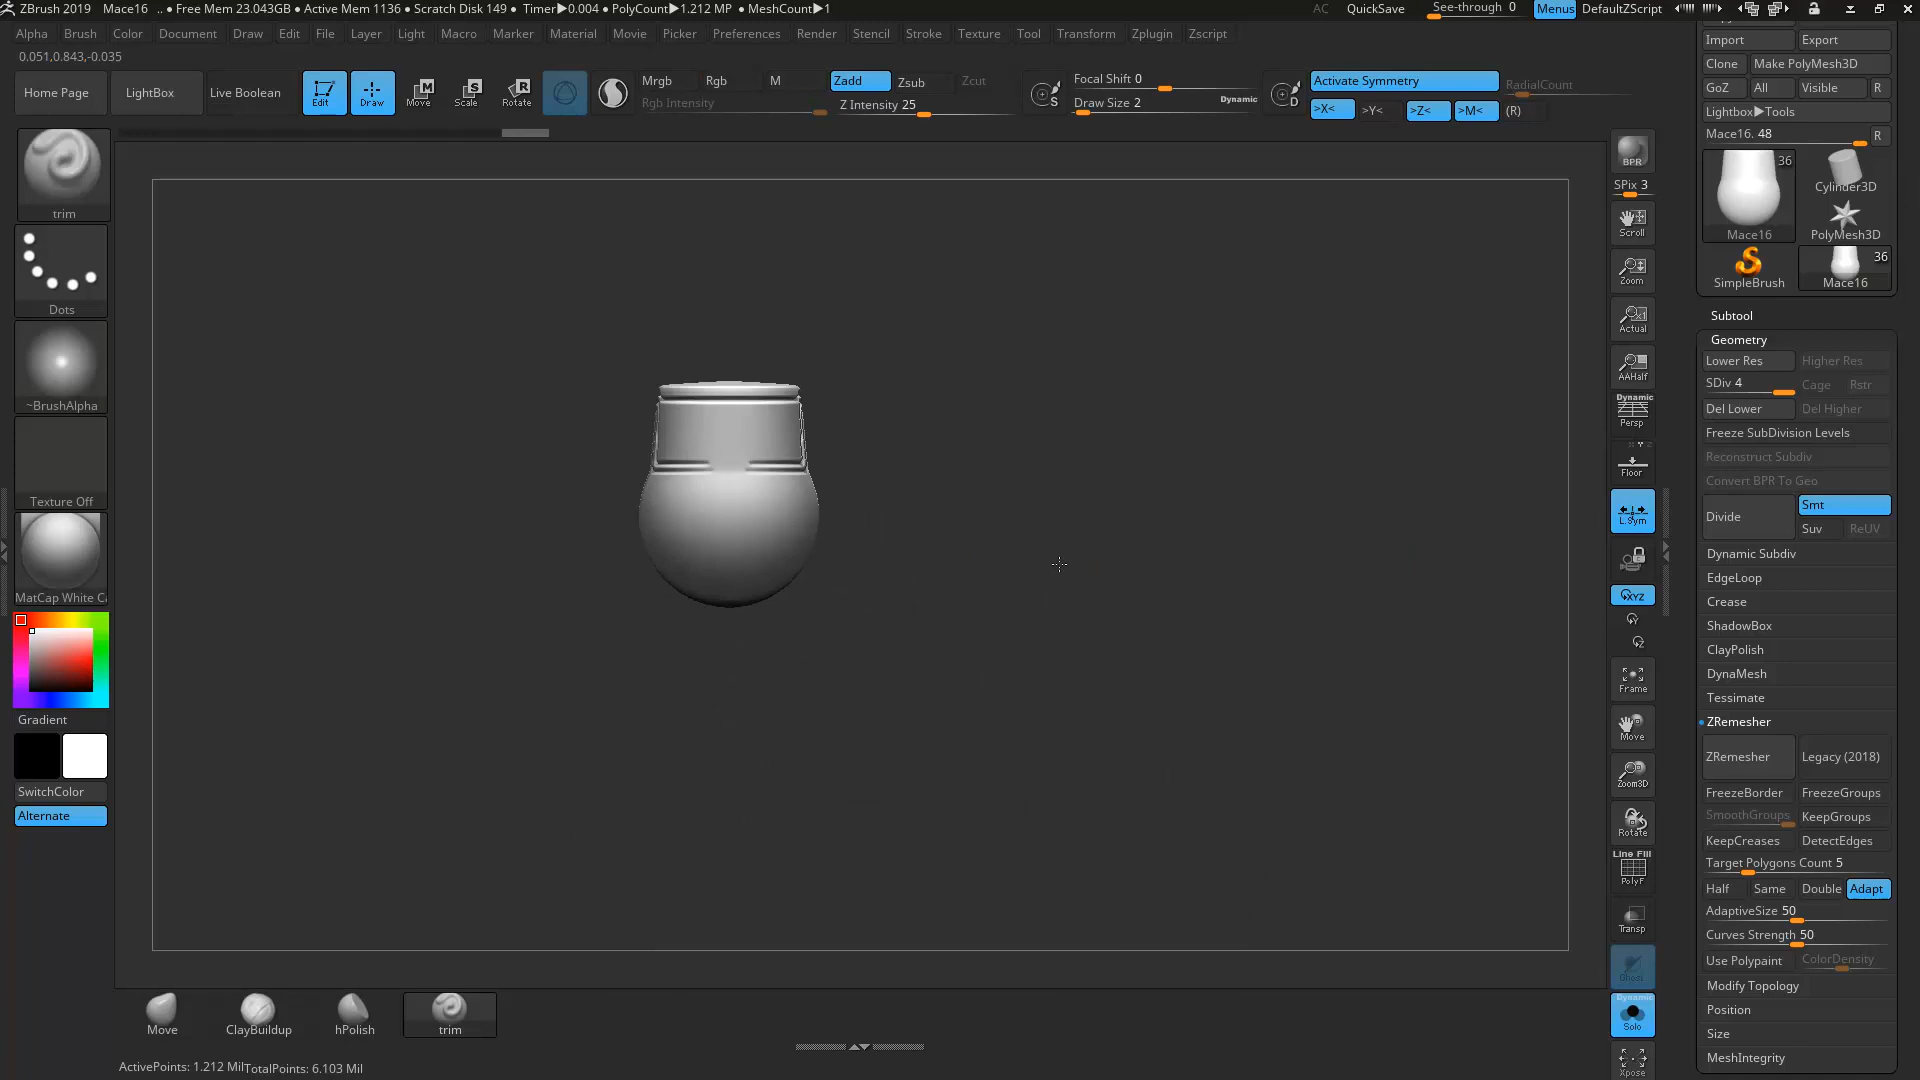 ZBrush 2019 Mace16 .. • Free Mem 23.043GB • Active Mem 1136 • Scratch Disk 149 • Timer▶0.004 • PolyCount▶1.212 MP • MeshCount▶1 AC QuickSave See-through 0 Menus DefaultZScript
Alpha Brush Color Document Draw Edit File Layer Light Macro Marker Material Movie Picker Preferences Render Stencil Stroke Texture Tool Transform Zplugin Zscript
0.051,0.843,-0.035
Home Page LightBox Live Boolean Edit Draw Move Scale Rotate
Mrgb Rgb M Zadd Zsub Zcut
Rgb Intensity Z Intensity 25
Focal Shift 0
Draw Size 2 Dynamic
Activate Symmetry RadialCount
>X< >Y< >Z< >M< (R)
trim
Dots
~BrushAlpha
Texture Off
MatCap White Ca
Gradient
SwitchColor
Alternate
BPR
SPix 3
Scroll
Zoom
Actual
AAHalf
Dynamic
Persp
Floor
L.Sym
XYZ
Frame
Move
Zoom3D
Rotate
Line Fill
PolyF
Transp
Ghost
Dynamic
Solo
Xpose
Import Export
Clone Make PolyMesh3D
GoZ All Visible R
Lightbox▶Tools
Mace16. 48 R
36
Mace16
Cylinder3D
PolyMesh3D
SimpleBrush
36
Mace16
Subtool
Geometry
Lower Res Higher Res
SDiv 4 Cage Rstr
Del Lower Del Higher
Freeze SubDivision Levels
Reconstruct Subdiv
Convert BPR To Geo
Divide Smt
Suv ReUV
Dynamic Subdiv
EdgeLoop
Crease
ShadowBox
ClayPolish
DynaMesh
Tessimate
ZRemesher
ZRemesher Legacy (2018)
FreezeBorder FreezeGroups
SmoothGroups KeepGroups
KeepCreases DetectEdges
Target Polygons Count 5
Half Same Double Adapt
AdaptiveSize 50
Curves Strength 50
Use Polypaint ColorDensity
Modify Topology
Position
Size
MeshIntegrity
Move ClayBuildup hPolish trim
ActivePoints: 1.212 Mil TotalPoints: 6.103 Mil